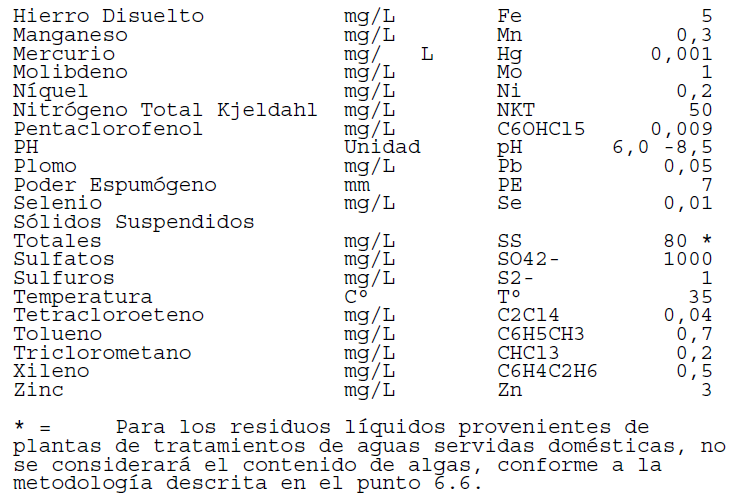 Hierro Disuelto mg/L Fe 5
Manganeso mg/L Mn 0,3
Mercurio mg/ L Hg 0,001
Molibdeno mg/L Mo 1
Níquel mg/L Ni 0,2
Nitrógeno Total Kjeldahl mg/L NKT 50
Pentaclorofenol mg/L C6OHCl5 0,009
PH Unidad pH 6,0 -8,5
Plomo mg/L Pb 0,05
Poder Espumógeno mm PE 7
Selenio mg/L Se 0,01
Sólidos Suspendidos
Totales mg/L SS 80 *
Sulfatos mg/L SO42- 1000
Sulfuros mg/L S2- 1
Temperatura Cº Tº 35
Tetracloroeteno mg/L C2Cl4 0,04
Tolueno mg/L C6H5CH3 0,7
Triclorometano mg/L CHCl3 0,2
Xileno mg/L C6H4C2H6 0,5
Zinc mg/L Zn 3
* = Para los residuos líquidos provenientes de
plantas de tratamientos de aguas servidas domésticas, no
se considerará el contenido de algas, conforme a la
metodología descrita en el punto 6.6.